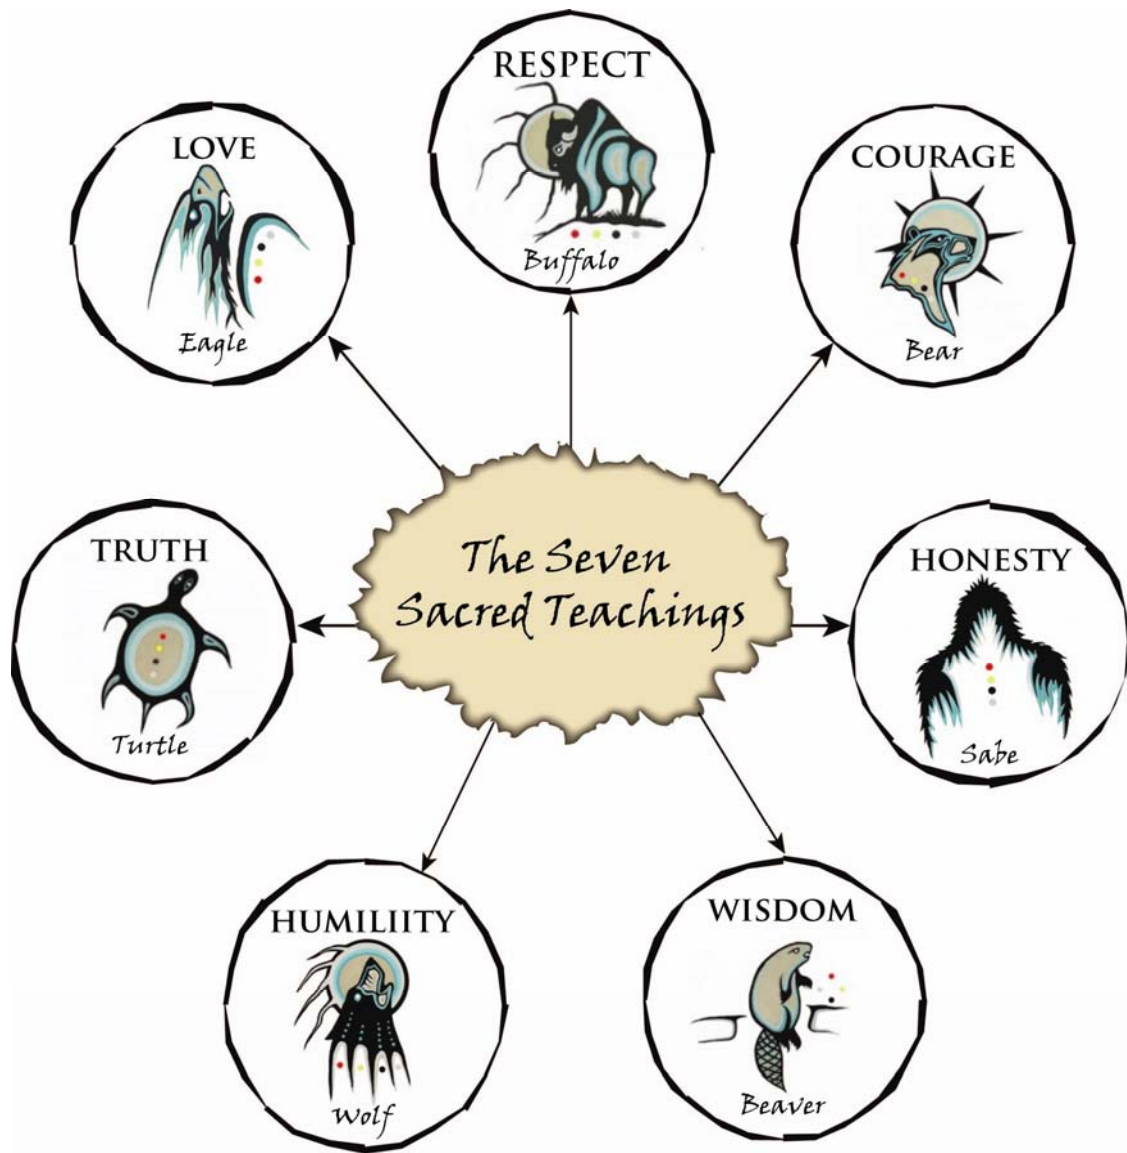 RESPECT
Buffalo
LOVE
Eagle
COURAGE
Bear
The Seven
Sacred Teachings
TRUTH
Turtle
HONESTY
Sabe
HUMILIITY
Wolf
WISDOM
Beaver